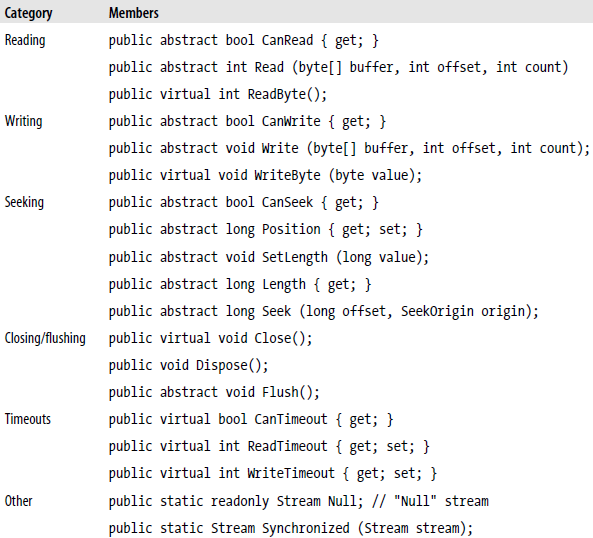 Category Members
Reading public abstract bool CanRead { get; }
public abstract int Read (byte[] buffer, int offset, int count)
public virtual int ReadByte();
Writing public abstract bool CanWrite { get; }
public abstract void Write (byte[] buffer, int offset, int count);
public virtual void WriteByte (byte value);
Seeking public abstract bool CanSeek { get; }
public abstract long Position { get; set; }
public abstract void SetLength (long value);
public abstract long Length { get; }
public abstract long Seek (long offset, SeekOrigin origin);
Closing/flushing public virtual void Close();
public void Dispose();
public abstract void Flush();
Timeouts public virtual bool CanTimeout { get; }
public virtual int ReadTimeout { get; set; }
public virtual int WriteTimeout { get; set; }
Other public static readonly Stream Null; // "Null" stream
public static Stream Synchronized (Stream stream);